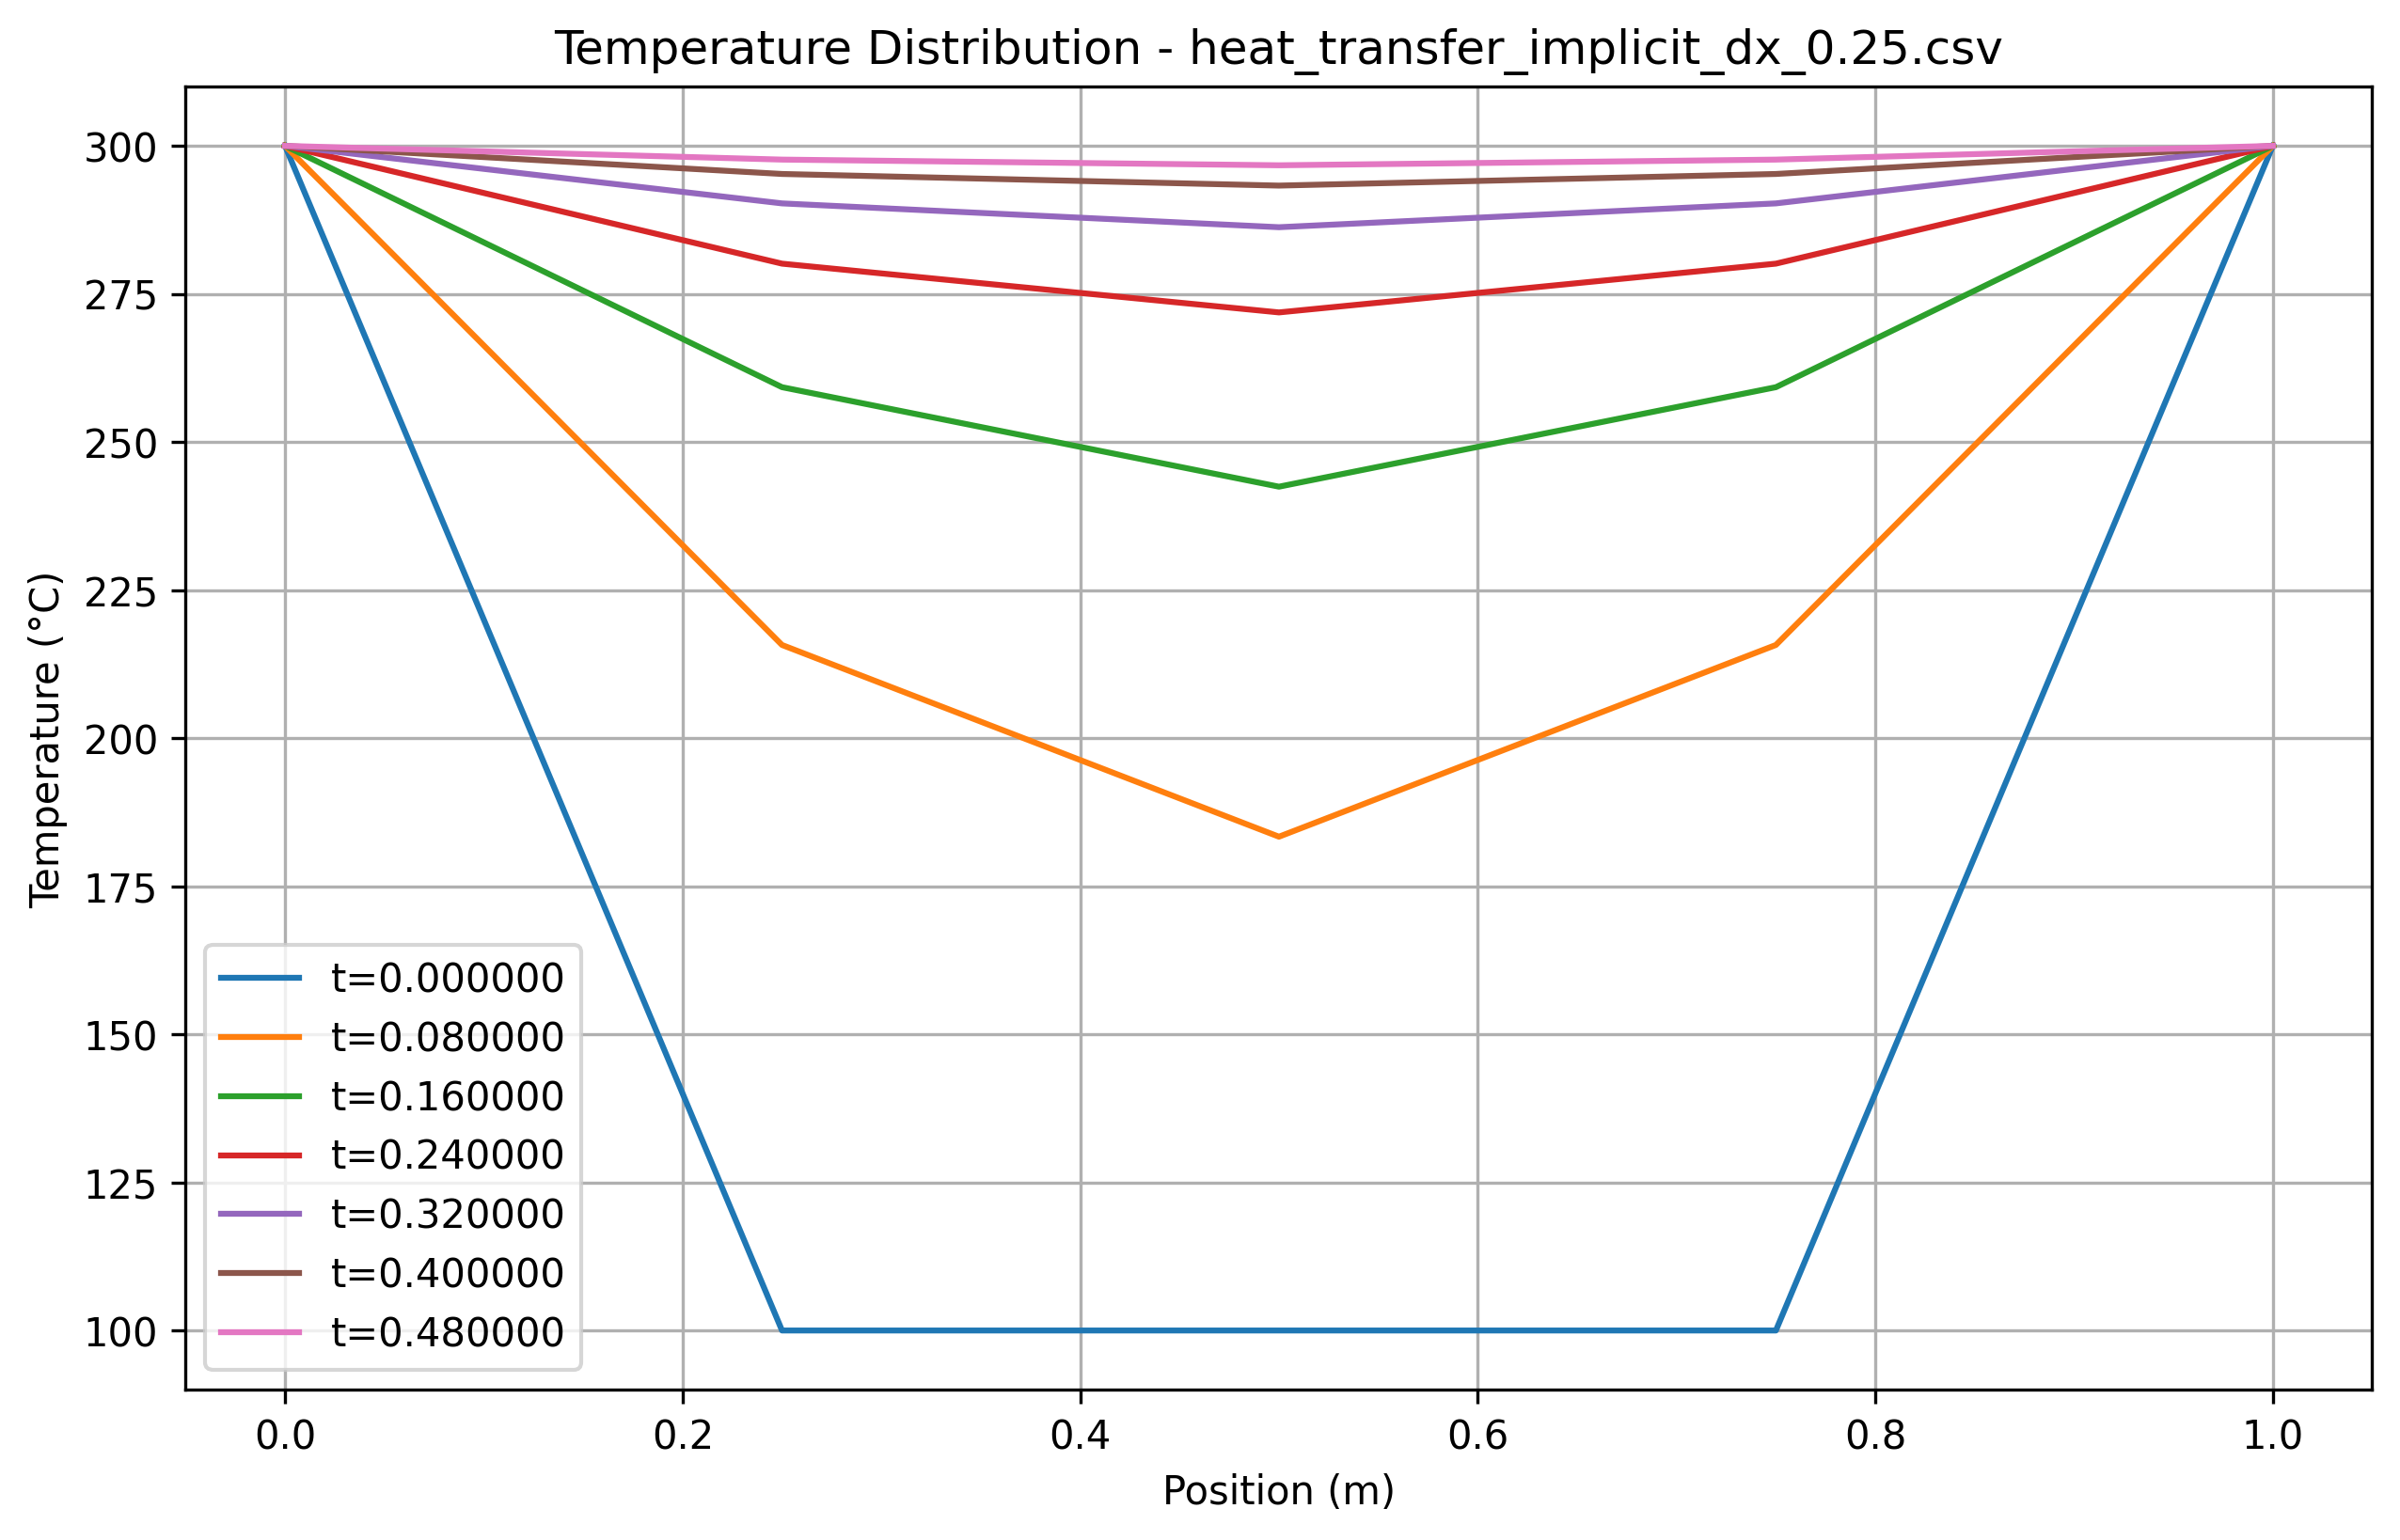 Temperature Distribution - heat_transfer_implicit_dx_0.25.csv
Temperature (°C)
300
275
250
225
200
175
150
125
100
t=0.000000
t=0.080000
t=0.160000
t=0.240000
t=0.320000
t=0.400000
t=0.480000
0.0 0.2 0.4 0.6 0.8 1.0
Position (m)